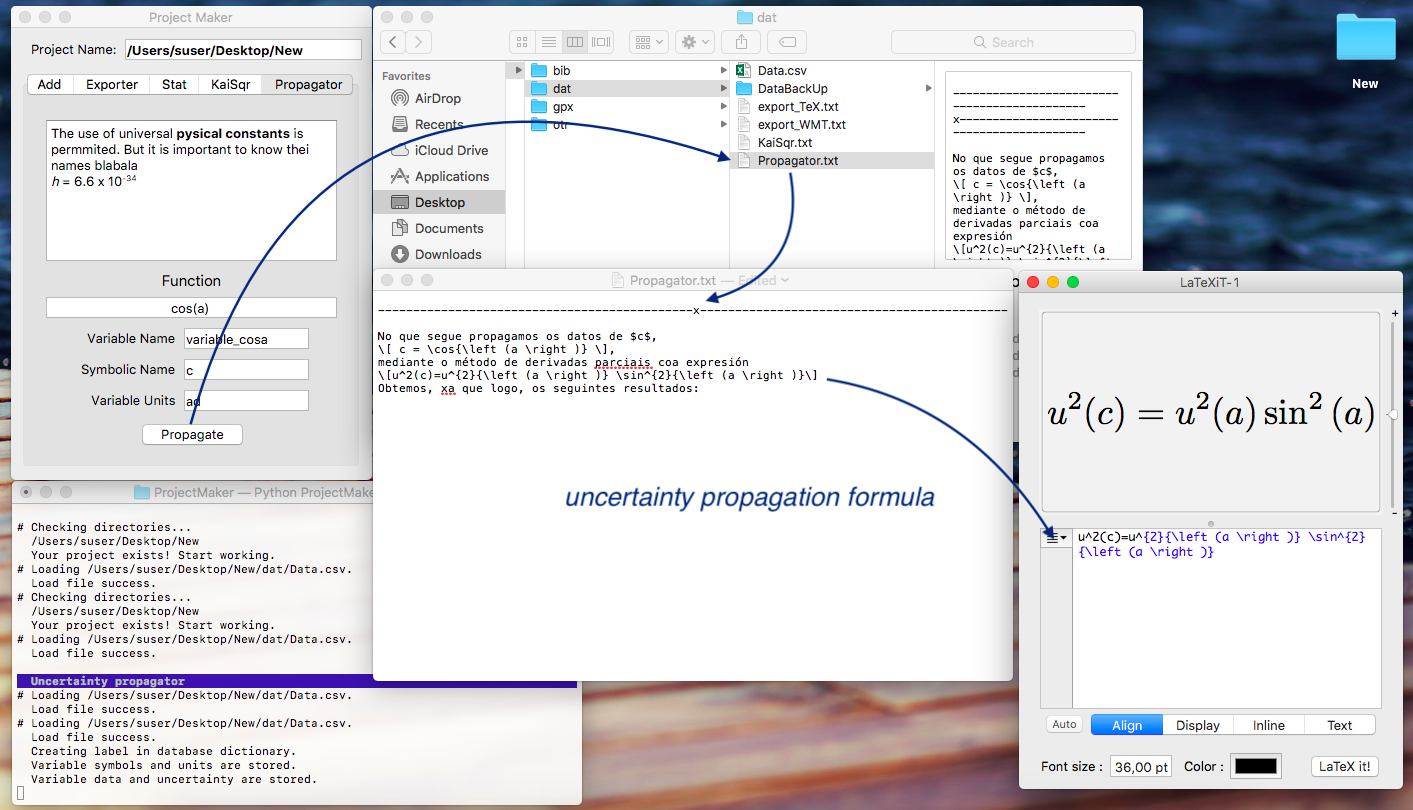 Project Maker
Project Name: /Users/suser/Desktop/New
Add Exporter Stat KaiSqr Propagator
The use of universal pysical constants is
permmited. But it is important to know thei
names blabala
h = 6.6 x 10^-34
Function
cos(a)
Variable Name variable_cosa
Symbolic Name c
Variable Units ad
Propagate
dat
Search
Favorites
AirDrop
Recents
iCloud Drive
Applications
Desktop
Documents
Downloads
bib
dat
gpx
otr
Data.csv
DataBackUp
export_TeX.txt
export_WMT.txt
KaiSqr.txt
Propagator.txt
-------------------------
--------------------
x------------------------
--------------------
No que segue propagamos
os datos de $c$,
\[ c = \cos{\left (a
\right )} \],
mediante o método de
derivadas parciais coa
expresión
\[u^2(c)=u^{2}{\left (a
New
Propagator.txt — Edited
---------------------------------------------x--------------------------------------------
No que segue propagamos os datos de $c$,
\[ c = \cos{\left (a \right )} \],
mediante o método de derivadas parciais coa expresión
\[u^2(c)=u^{2}{\left (a \right )} \sin^{2}{\left (a \right )}\]
Obtemos, xa que logo, os seguintes resultados:
uncertainty propagation formula
LaTeXiT-1
+
u²(c) = u²(a) sin² (a)
-
u^2(c)=u^{2}{\left (a \right )} \sin^{2}
{\left (a \right )}
Auto Align Display Inline Text
Font size : 36,00 pt Color : LaTeX it!
ProjectMaker — Python ProjectMake
# Checking directories...
/Users/suser/Desktop/New
Your project exists! Start working.
# Loading /Users/suser/Desktop/New/dat/Data.csv.
Load file success.
# Checking directories...
/Users/suser/Desktop/New
Your project exists! Start working.
# Loading /Users/suser/Desktop/New/dat/Data.csv.
Load file success.
Uncertainty propagator
# Loading /Users/suser/Desktop/New/dat/Data.csv.
Load file success.
# Loading /Users/suser/Desktop/New/dat/Data.csv.
Load file success.
Creating label in database dictionary.
Variable symbols and units are stored.
Variable data and uncertainty are stored.